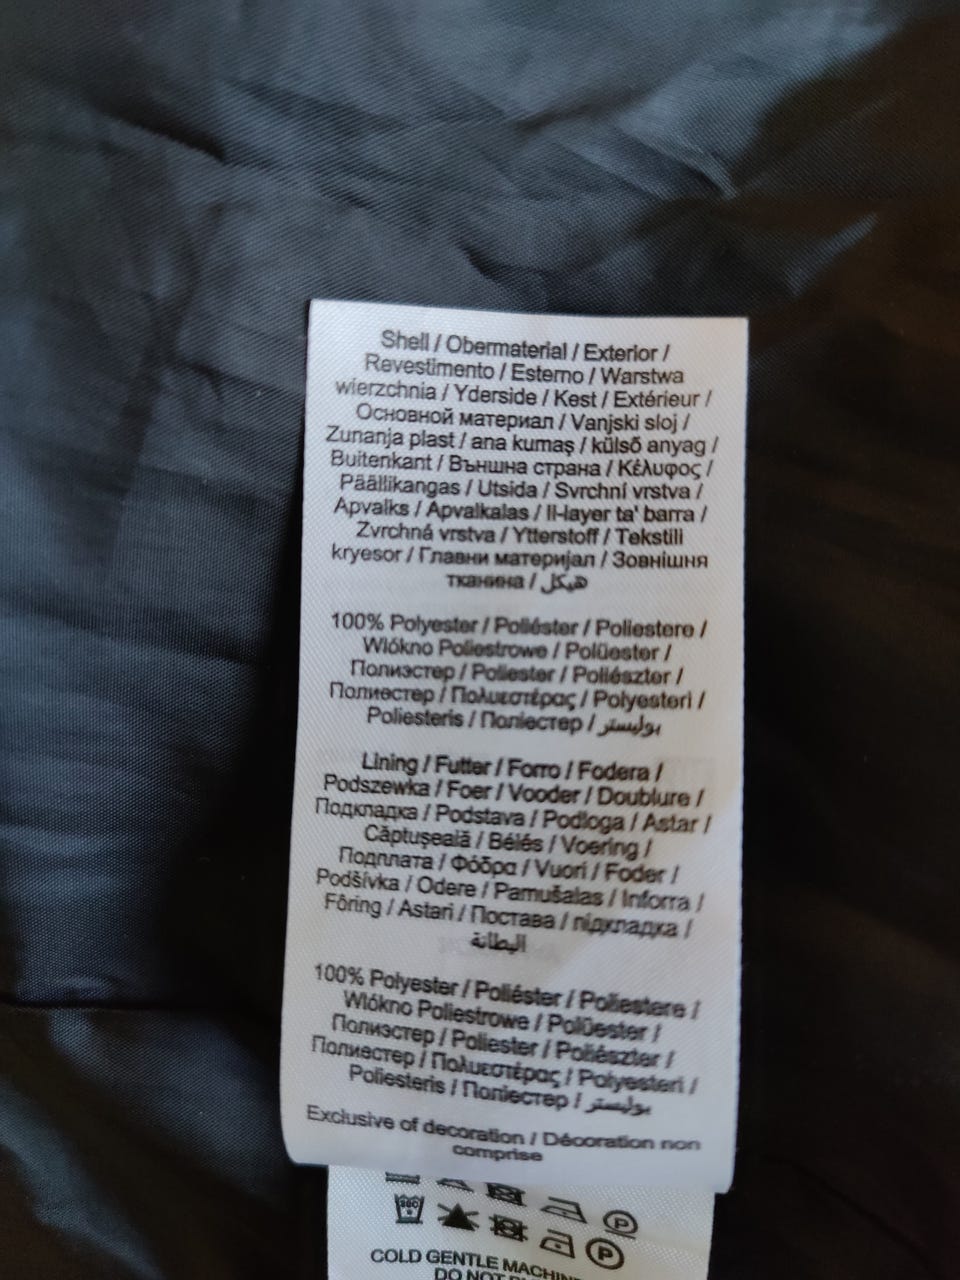 Shell / Obermaterial / Exterior /
Revestimento / Esterno / Warstwa
wierzchnia / Yderside / Kest / Extérieur /
Основной материал / Vanjski sloj /
Zunanja plast / ana kumaş / külső anyag /
Buitenkant / Външна страна / Κέλυφος /
Päällikangas / Utsida / Svrchní vrstva /
Apvalks / Apvalkalas / Il-layer ta' barra /
Zvrchná vrstva / Ytterstoff / Tekstili
kryesor / Главни материјал / Зовнішня
тканина / هيكل
100% Polyester / Poliéster / Poliestere /
Wlókno Poliestrowe / Polüester /
Полиэстер / Poliester / Poliészter /
Полиестер / Πολυεστέρας / Polyesteri /
Poliesteris / Поліестер / بوليستر
Lining / Futter / Forro / Fodera /
Podszewka / Foer / Vooder / Doublure /
Подкладка / Podstava / Podloga / Astar /
Căptuşeală / Bélés / Voering /
Подплата / Φόδρα / Vuori / Foder /
Podšívka / Odere / Pamušalas / Inforra /
Fôring / Astari / Постава / підкладка /
البطانة
100% Polyester / Poliéster / Poliestere /
Wlókno Poliestrowe / Polüester /
Полиэстер / Poliester / Poliészter /
Полиестер / Πολυεστέρας / Polyesteri /
Poliesteris / Поліестер / بوليستر
Exclusive of decoration / Décoration non
comprise
P
30C P
COLD GENTLE MACHINE
DO NOT